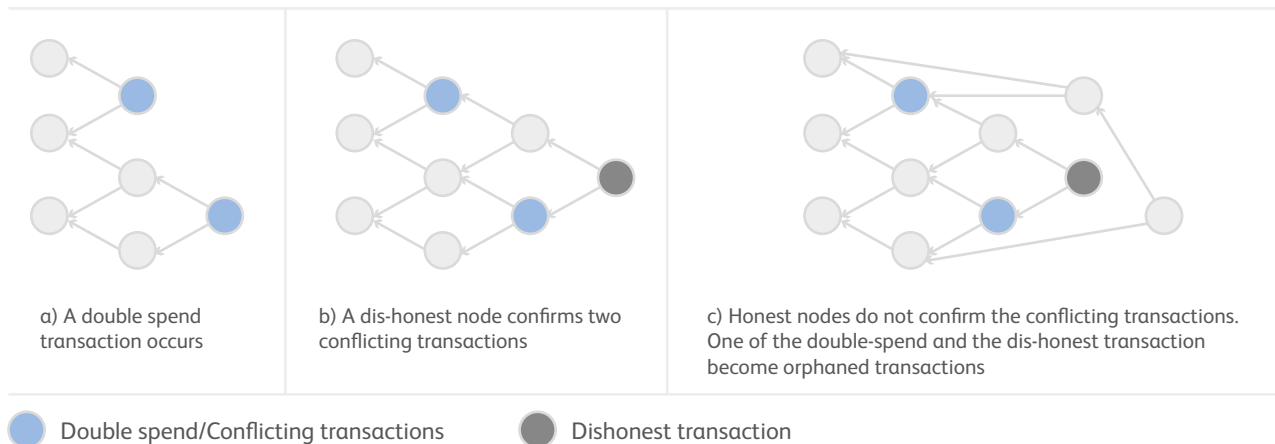 a) A double spend
transaction occurs
b) A dis-honest node confirms two
conflicting transactions
c) Honest nodes do not confirm the conflicting transactions.
One of the double-spend and the dis-honest transaction
become orphaned transactions
Double spend/Conflicting transactions
Dishonest transaction